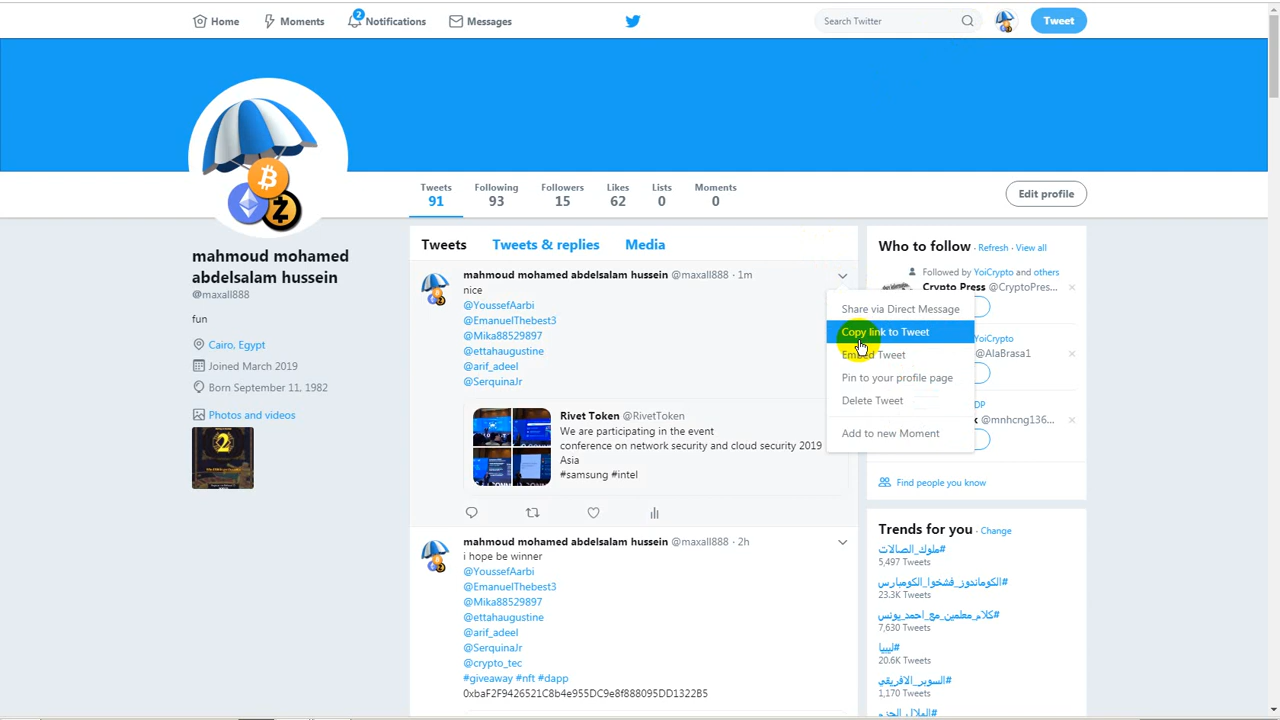 Home
Moments
2
Notifications
Messages
Search Twitter
Tweet
Tweets
91
Following
93
Followers
15
Likes
62
Lists
0
Moments
0
Edit profile
mahmoud mohamed
abdelsalam hussein
@maxall888
fun
Cairo, Egypt
Joined March 2019
Born September 11, 1982
Photos and videos
Tweets
Tweets & replies
Media
mahmoud mohamed abdelsalam hussein @maxall888 · 1m
nice
@YoussefAarbi
@EmanuelThebest3
@Mika88529897
@ettahaugustine
@arif_adeel
@SerquinaJr
Rivet Token @RivetToken
We are participating in the event
conference on network security and cloud security 2019
Asia
#samsung #intel
mahmoud mohamed abdelsalam hussein @maxall888 · 2h
i hope be winner
@YoussefAarbi
@EmanuelThebest3
@Mika88529897
@ettahaugustine
@arif_adeel
@SerquinaJr
@crypto_tec
#giveaway #nft #dapp
0xbaF2F9426521C8b4e955DC9e8f888095DD1322B5
Share via Direct Message
Copy link to Tweet
Embed Tweet
Pin to your profile page
Delete Tweet
Add to new Moment
Who to follow · Refresh · View all
Followed by YoiCrypto and others
Crypto Press @CryptoPres...
YoiCrypto
@AlaBrasa1
DP
k @mnhcng136...
Find people you know
Trends for you · Change
#ملوك_الصالات
5,497 Tweets
#الكوماندوز_فشخوا_الكومبارس
23.3K Tweets
#كلام_معلمين_مع_احمد_يونس
7,630 Tweets
#ليبيا
20.6K Tweets
#السوبر_الافريقي
1,170 Tweets
#الهلال_الحزم